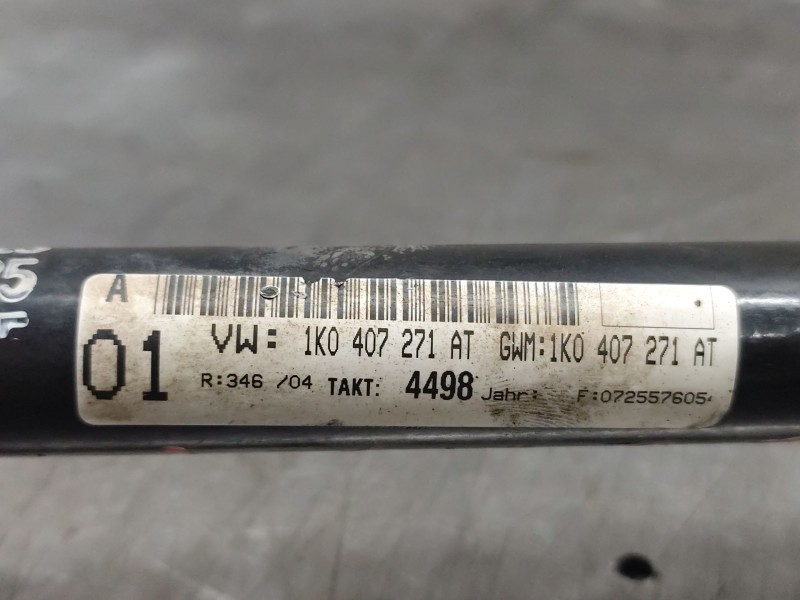 A
01
VW: 1K0 407 271 AT GWM:1K0 407 271 AT
R:346 /04 TAKT: 4498 Jahr: F:072557605